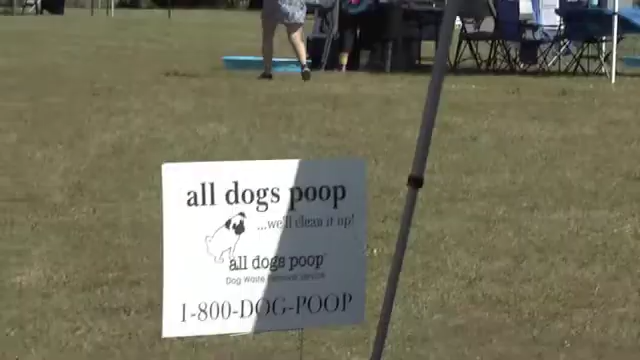 all dogs poop
...we'll clean it up!
all dogs poop
Dog Waste Removal Service
1-800-DOG-POOP